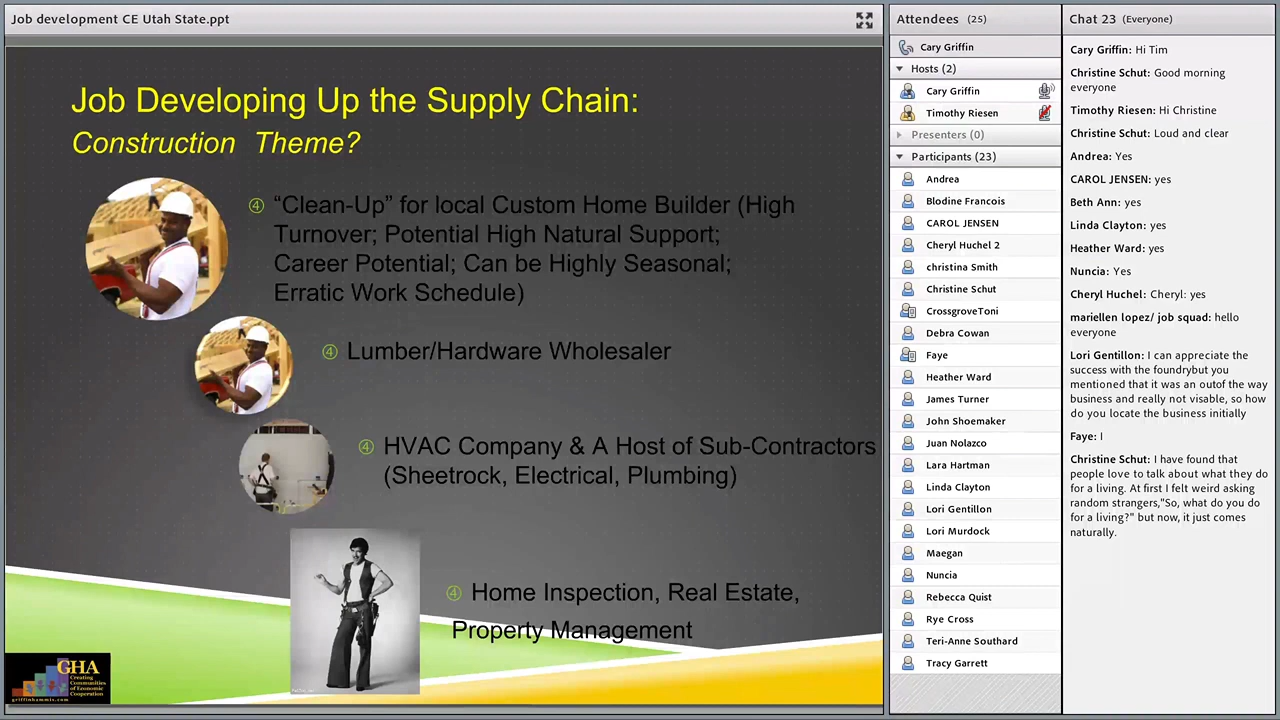 Job development CE Utah State.ppt
Job Developing Up the Supply Chain:
Construction Theme?
④ “Clean-Up” for local Custom Home Builder (High
Turnover; Potential High Natural Support;
Career Potential; Can be Highly Seasonal;
Erratic Work Schedule)
④ Lumber/Hardware Wholesaler
④ HVAC Company & A Host of Sub-Contractors
(Sheetrock, Electrical, Plumbing)
④ Home Inspection, Real Estate,
Property Management
GHA
Creating
Communities
of Economic
Cooperation
griffinhammis.com
Attendees (25)
Cary Griffin
Hosts (2)
Cary Griffin
Timothy Riesen
Presenters (0)
Participants (23)
Andrea
Blodine Francois
CAROL JENSEN
Cheryl Huchel 2
christina Smith
Christine Schut
CrossgroveToni
Debra Cowan
Faye
Heather Ward
James Turner
John Shoemaker
Juan Nolazco
Lara Hartman
Linda Clayton
Lori Gentillon
Lori Murdock
Maegan
Nuncia
Rebecca Quist
Rye Cross
Teri-Anne Southard
Tracy Garrett
Chat 23 (Everyone)
Cary Griffin: Hi Tim
Christine Schut: Good morning
everyone
Timothy Riesen: Hi Christine
Christine Schut: Loud and clear
Andrea: Yes
CAROL JENSEN: yes
Beth Ann: yes
Linda Clayton: yes
Heather Ward: yes
Nuncia: Yes
Cheryl Huchel: Cheryl: yes
mariellen lopez/ job squad: hello
everyone
Lori Gentillon: I can appreciate the
success with the foundrybut you
mentioned that it was an outof the way
business and really not visable, so how
do you locate the business initially
Faye: I
Christine Schut: I have found that
people love to talk about what they do
for a living. At first I felt weird asking
random strangers,"So, what do you do
for a living?" but now, it just comes
naturally.